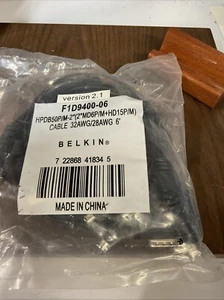 version 2.1
F1D9400-06
HPDB50P/M-2*(2*MD6P/M+HD15P/M)
CABLE 32AWG/28AWG 6'
BELKIN®
7 22868 41834 5
MADE IN CHINA